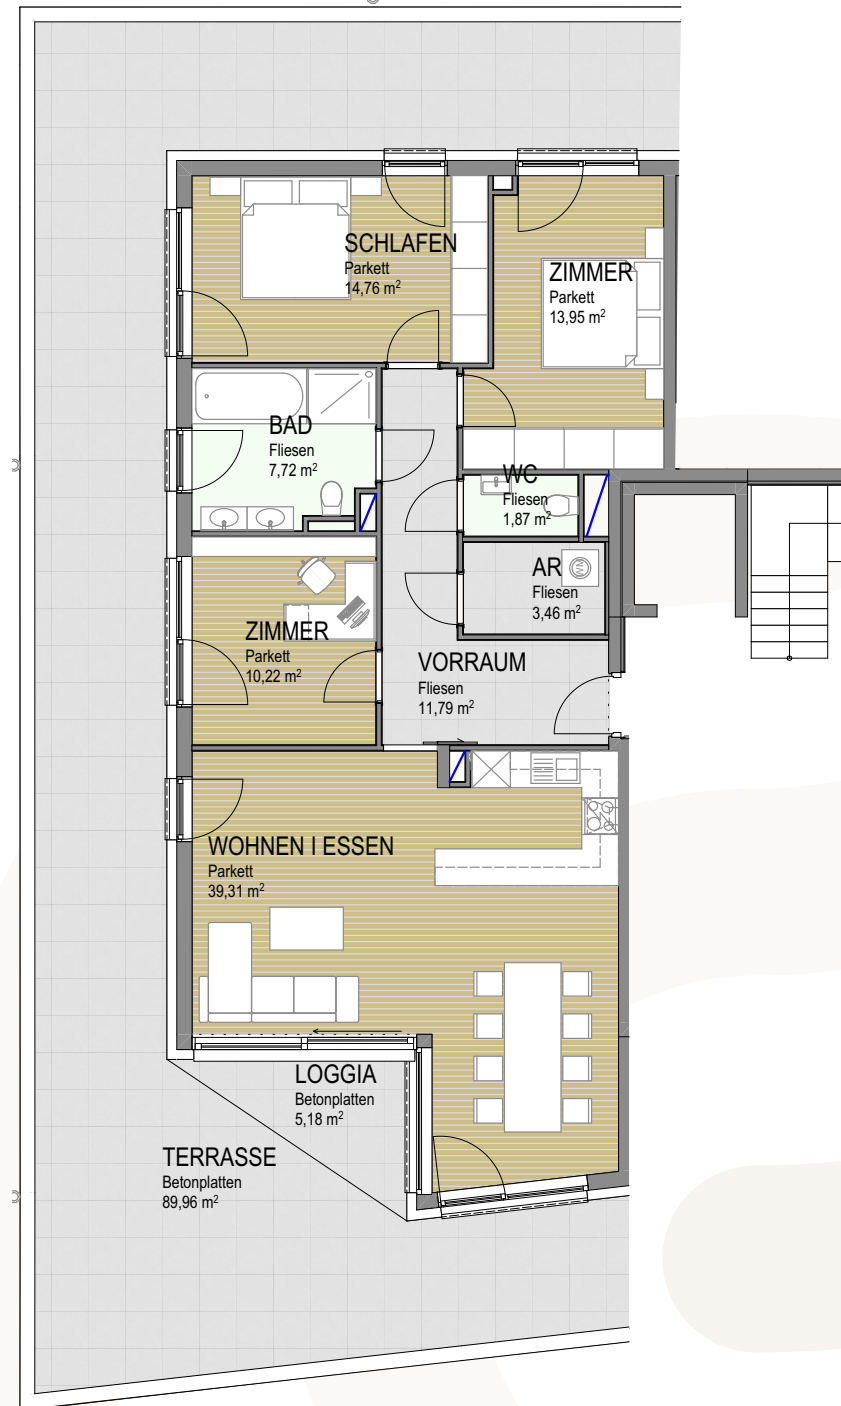 SCHLAFEN
Parkett
14,76 m²
ZIMMER
Parkett
13,95 m²
BAD
Fliesen
7,72 m²
WC
Fliesen
1,87 m²
AR
Fliesen
3,46 m²
WM
ZIMMER
Parkett
10,22 m²
VORRAUM
Fliesen
11,79 m²
WOHNEN I ESSEN
Parkett
39,31 m²
LOGGIA
Betonplatten
5,18 m²
TERRASSE
Betonplatten
89,96 m²